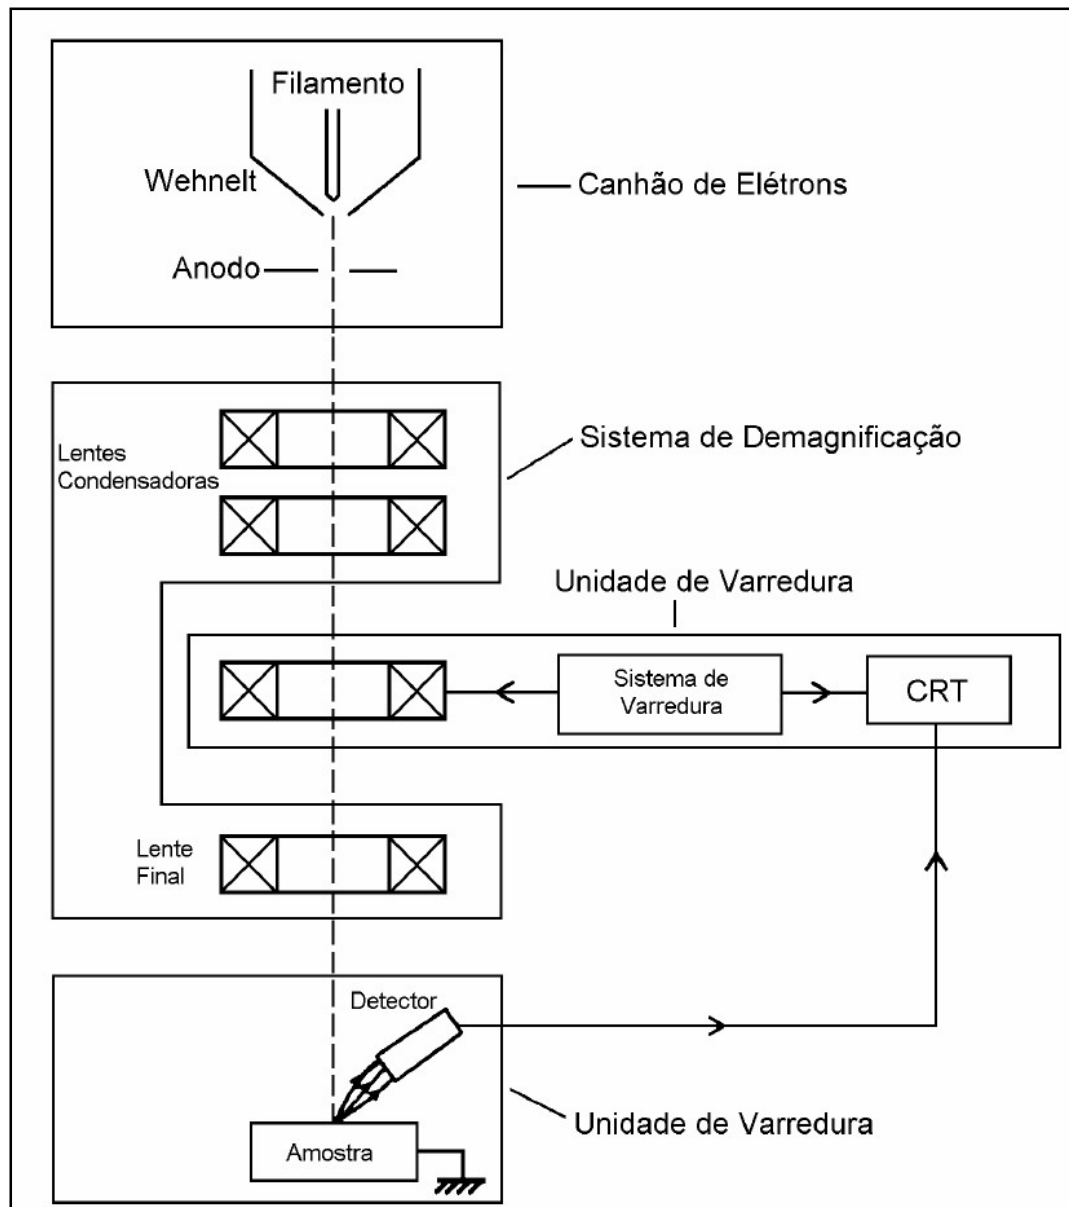 Filamento
Wehnelt
Canhão de Elétrons
Anodo
Lentes
Condensadoras
Sistema de Demagnificação
Unidade de Varredura
Sistema de
Varredura
CRT
Lente
Final
Detector
Unidade de Varredura
Amostra